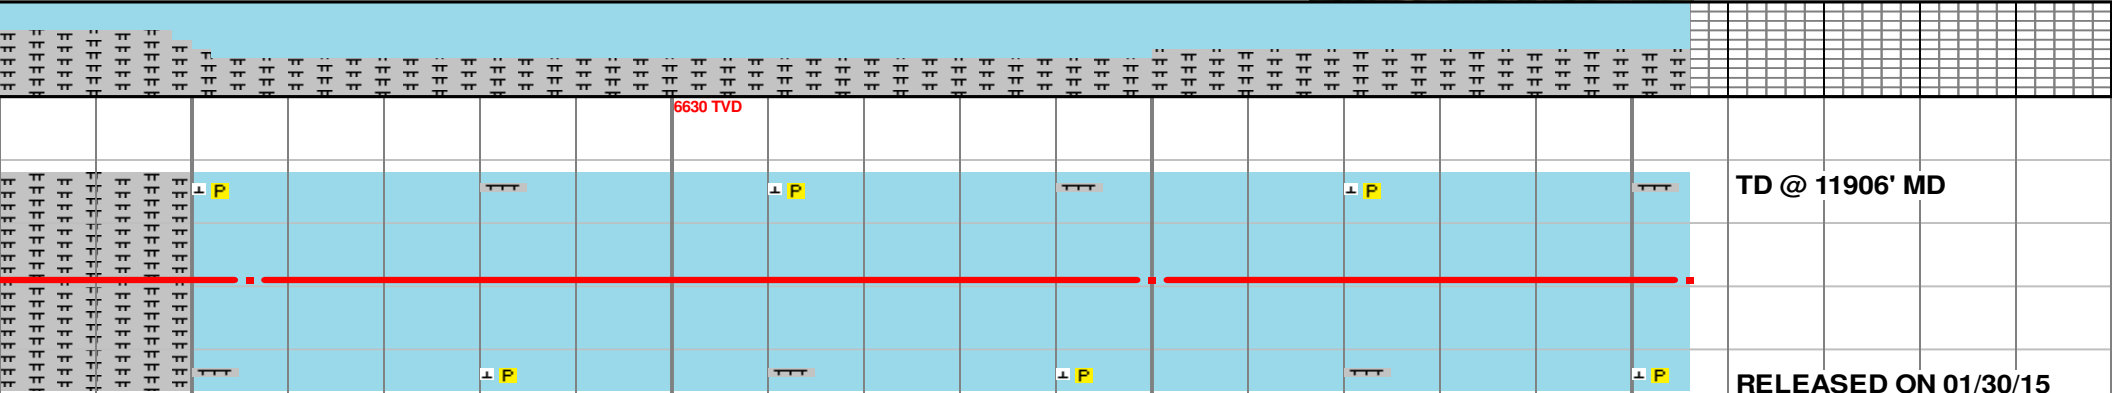 6630 TVD
P P P
TD @ 11906' MD
P P P
RELEASED ON 01/30/15